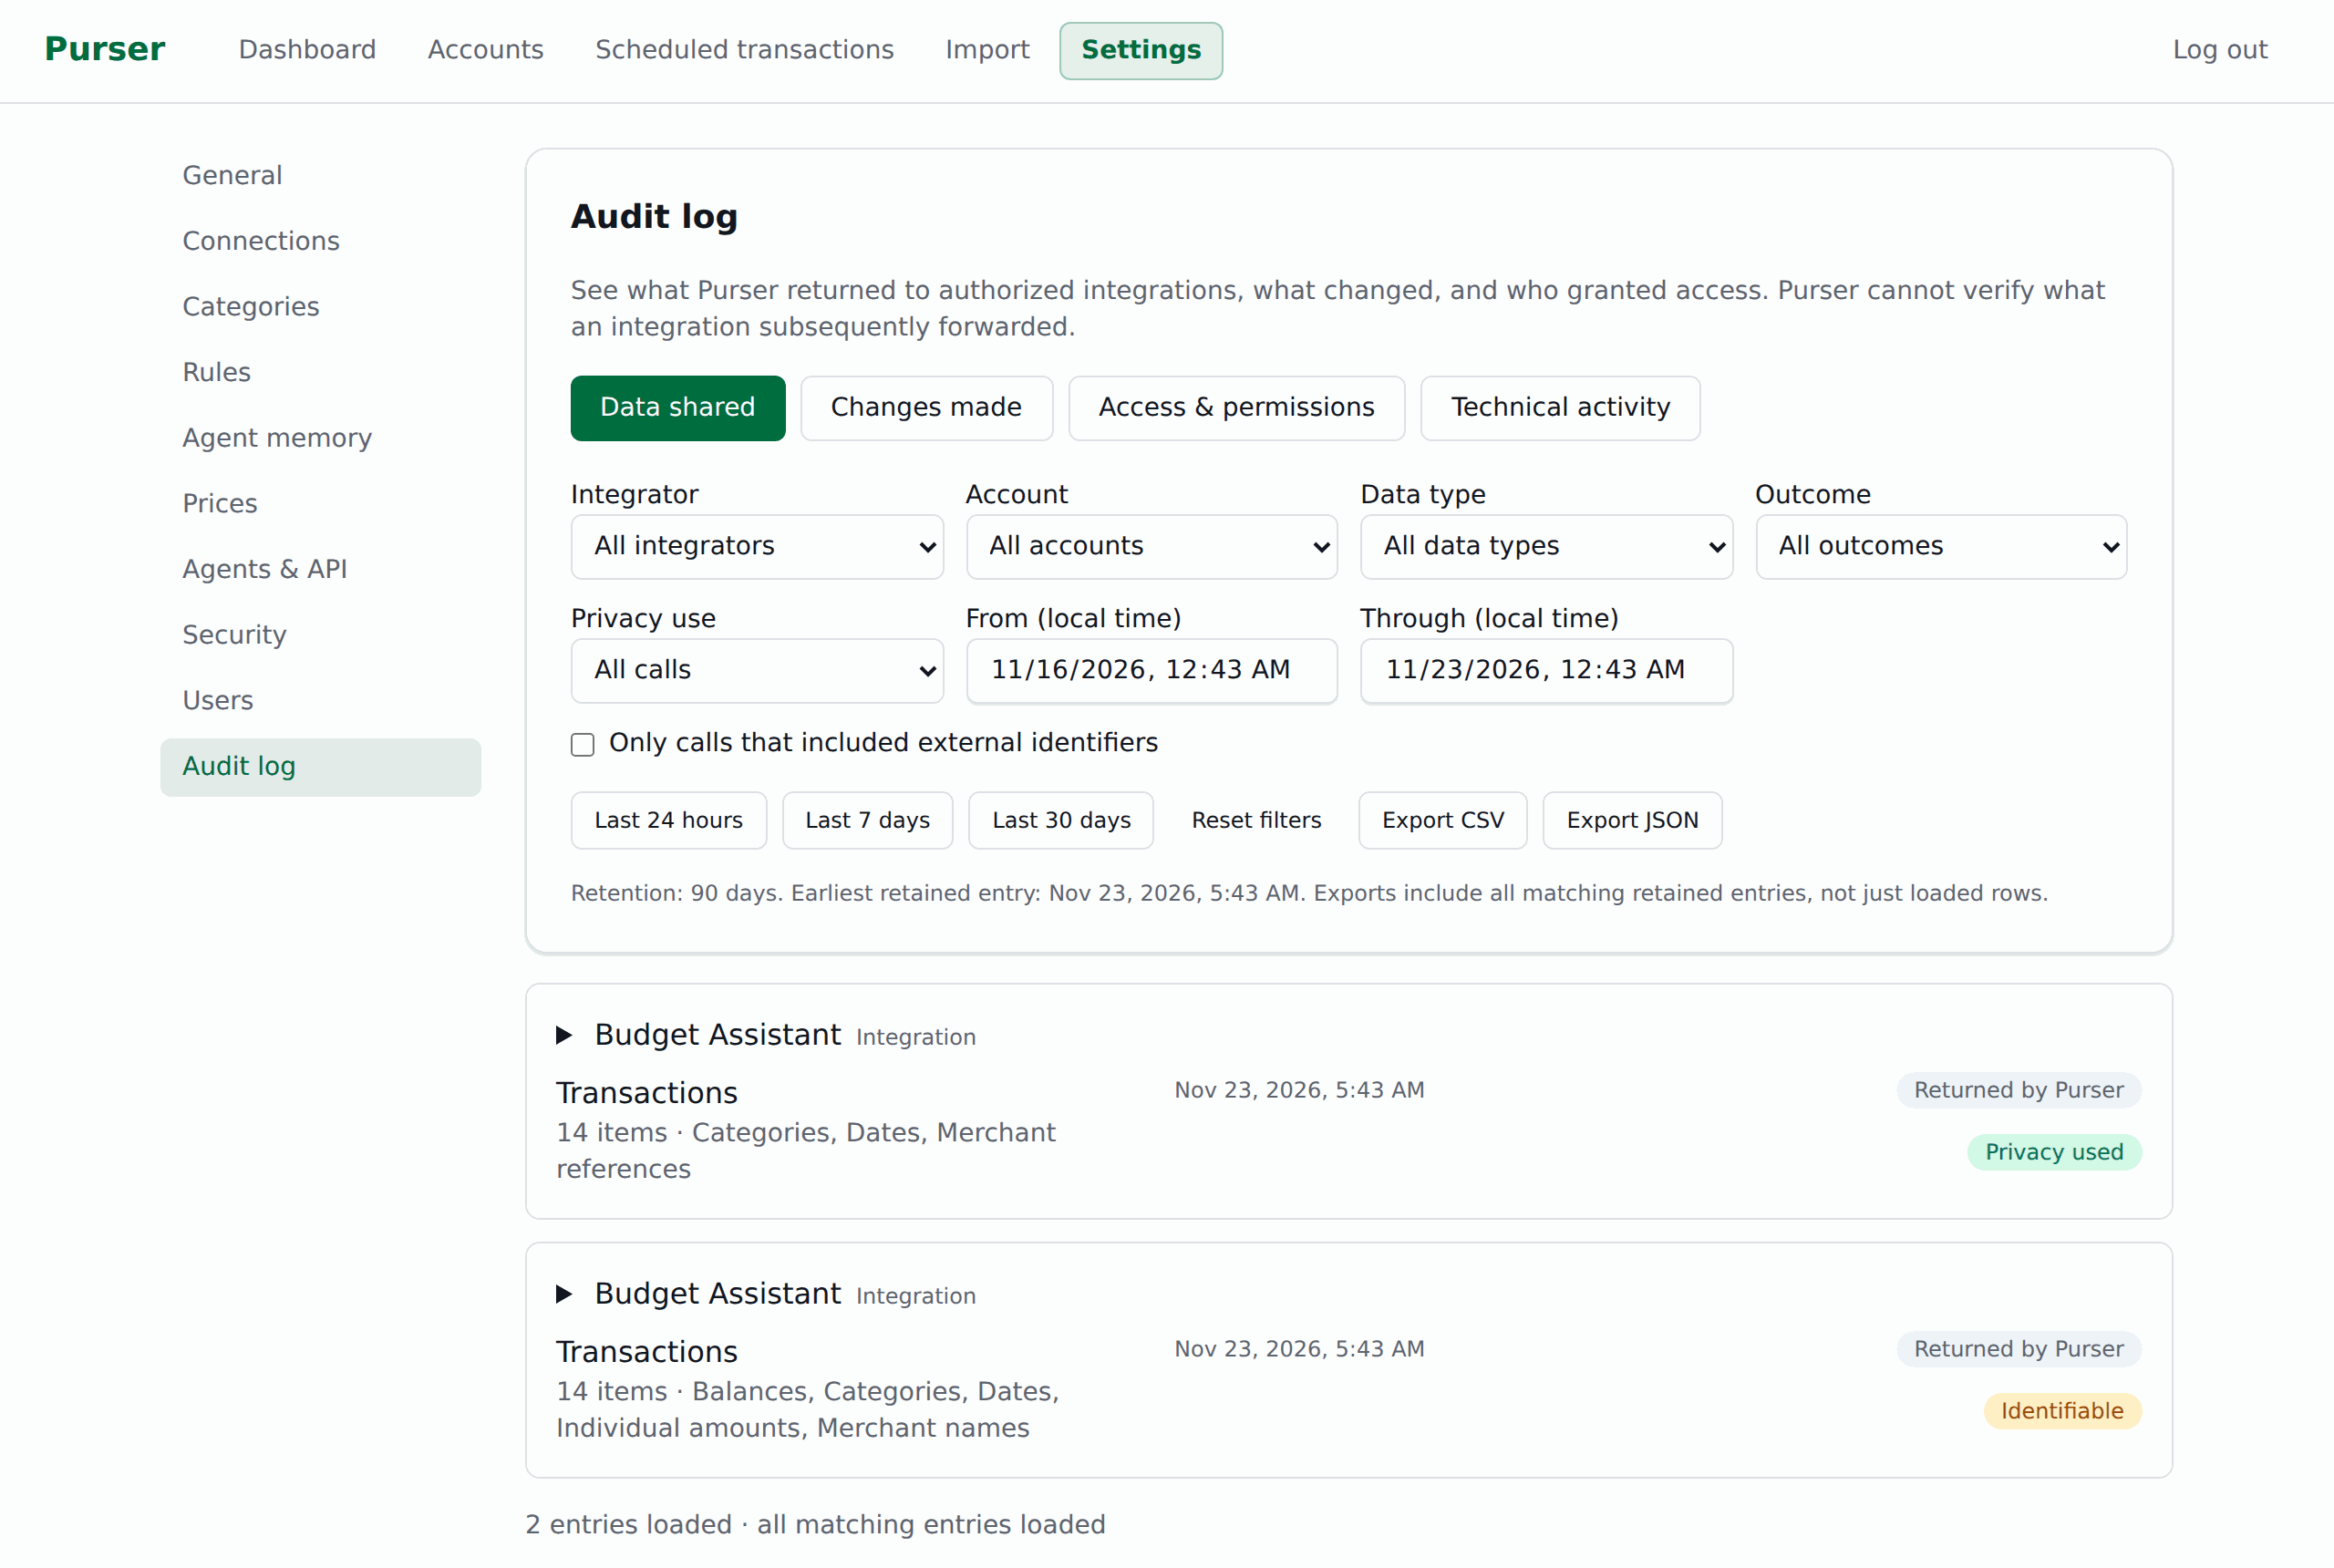 Purser
Dashboard
Accounts
Scheduled transactions
Import
Settings
Log out
General
Connections
Categories
Rules
Agent memory
Prices
Agents & API
Security
Users
Audit log
Audit log
See what Purser returned to authorized integrations, what changed, and who granted access. Purser cannot verify what
an integration subsequently forwarded.
Data shared
Changes made
Access & permissions
Technical activity
Integrator
Account
Data type
Outcome
All integrators
All accounts
All data types
All outcomes
Privacy use
From (local time)
Through (local time)
All calls
11/16/2026, 12:43 AM
11/23/2026, 12:43 AM
Only calls that included external identifiers
Last 24 hours
Last 7 days
Last 30 days
Reset filters
Export CSV
Export JSON
Retention: 90 days. Earliest retained entry: Nov 23, 2026, 5:43 AM. Exports include all matching retained entries, not just loaded rows.
Budget Assistant Integration
Transactions
14 items · Categories, Dates, Merchant
references
Nov 23, 2026, 5:43 AM
Returned by Purser
Privacy used
Budget Assistant Integration
Transactions
14 items · Balances, Categories, Dates,
Individual amounts, Merchant names
Nov 23, 2026, 5:43 AM
Returned by Purser
Identifiable
2 entries loaded · all matching entries loaded